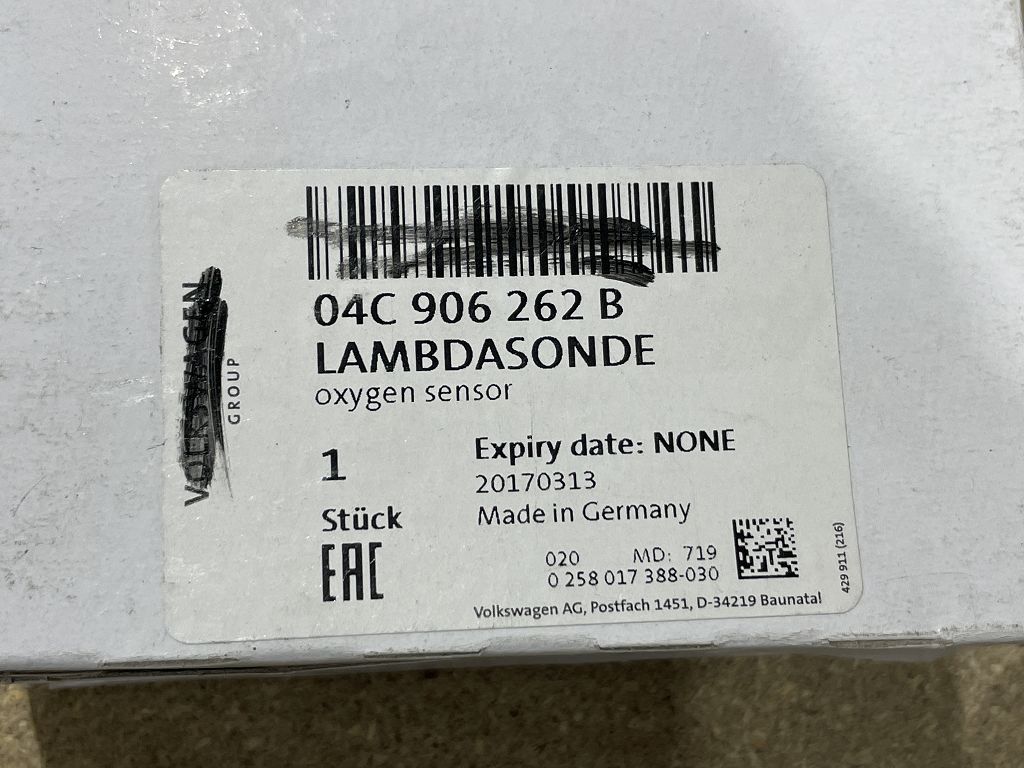 VOLKSWAGEN
GROUP
04C 906 262 B
LAMBDASONDE
oxygen sensor
1
Stück
EAC
Expiry date: NONE
20170313
Made in Germany
020 MD: 719
0 258 017 388-030
Volkswagen AG, Postfach 1451, D-34219 Baunatal
429 911 (216)